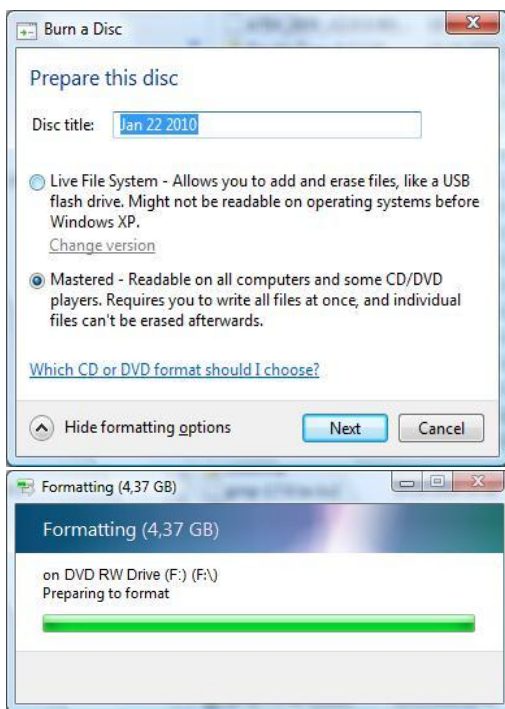 Burn a Disc
Prepare this disc
Disc title: Jan 22 2010
Live File System - Allows you to add and erase files, like a USB
flash drive. Might not be readable on operating systems before
Windows XP.
Change version
Mastered - Readable on all computers and some CD/DVD
players. Requires you to write all files at once, and individual
files can't be erased afterwards.
Which CD or DVD format should I choose?
Hide formatting options Next Cancel
Formatting (4,37 GB)
Formatting (4,37 GB)
on DVD RW Drive (F:) (F:\)
Preparing to format